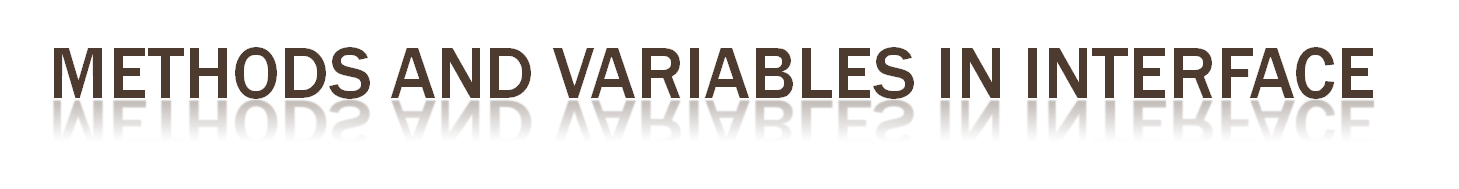 METHODS AND VARIABLES IN INTERFACE